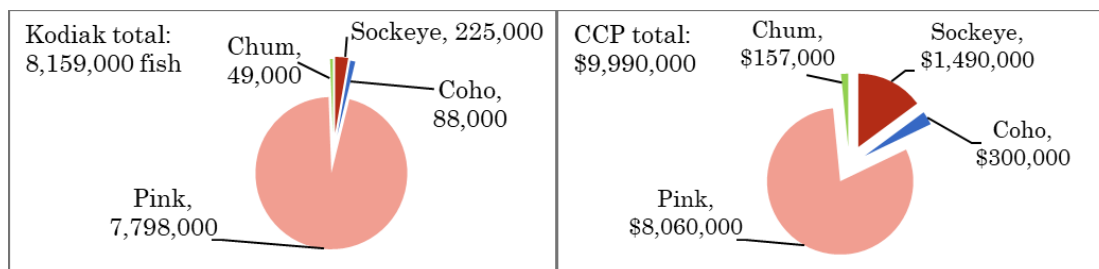 Kodiak total:
8,159,000 fish
Chum,
49,000
Sockeye, 225,000
Coho,
88,000
Pink,
7,798,000
CCP total:
$9,990,000
Chum,
$157,000
Sockeye,
$1,490,000
Coho,
$300,000
Pink,
$8,060,000